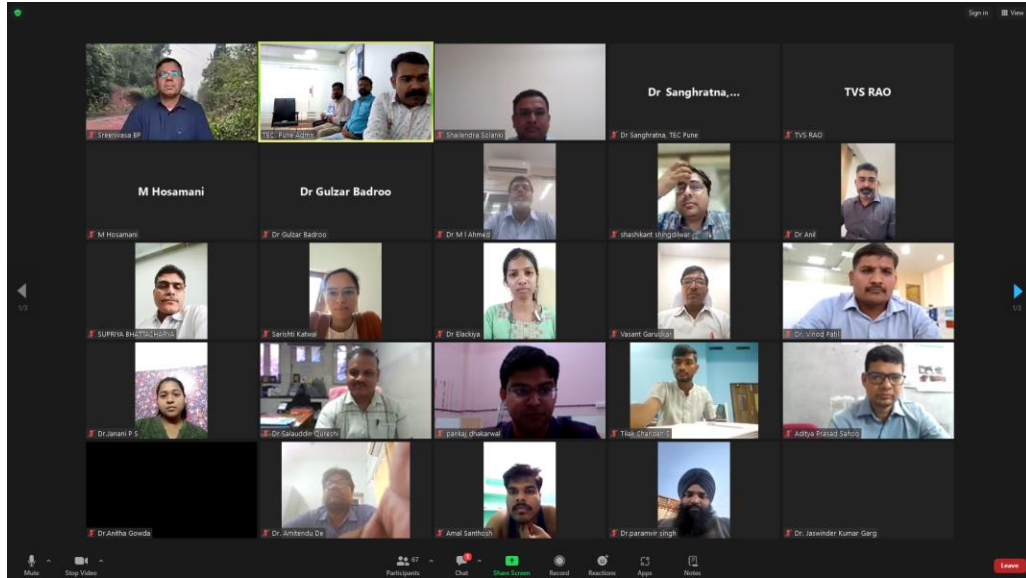 Sign in
View
Sreenivasa BP
TEC, Pune Admn
Shailendra Solanki
Dr Sanghratna,...
Dr Sanghratna, TEC Pune
TVS RAO
TVS RAO
M Hosamani
M Hosamani
Dr Gulzar Badroo
Dr Gulzar Badroo
Dr M I Ahmed
shashikant shingdilwar
Dr Anil
1/3
SUPRIYA BHATTACHARYA
Sarishti Katwal
Dr Elackiya
Vasant Garudkar
Dr. Vinod Patil
1/3
Dr.Janani P S
Dr-Salauddin Qureshi
pankaj dhakarwal
Tilak Chandan S
Aditya Prasad Sahoo
Dr.Anitha Gowda
Dr. Amitendu De
Amal Santhosh
Dr.paramvir singh
Dr. Jaswinder Kumar Garg
Mute
Stop Video
67
Participants
1
Chat
Share Screen
Record
Reactions
Apps
Notes
Leave